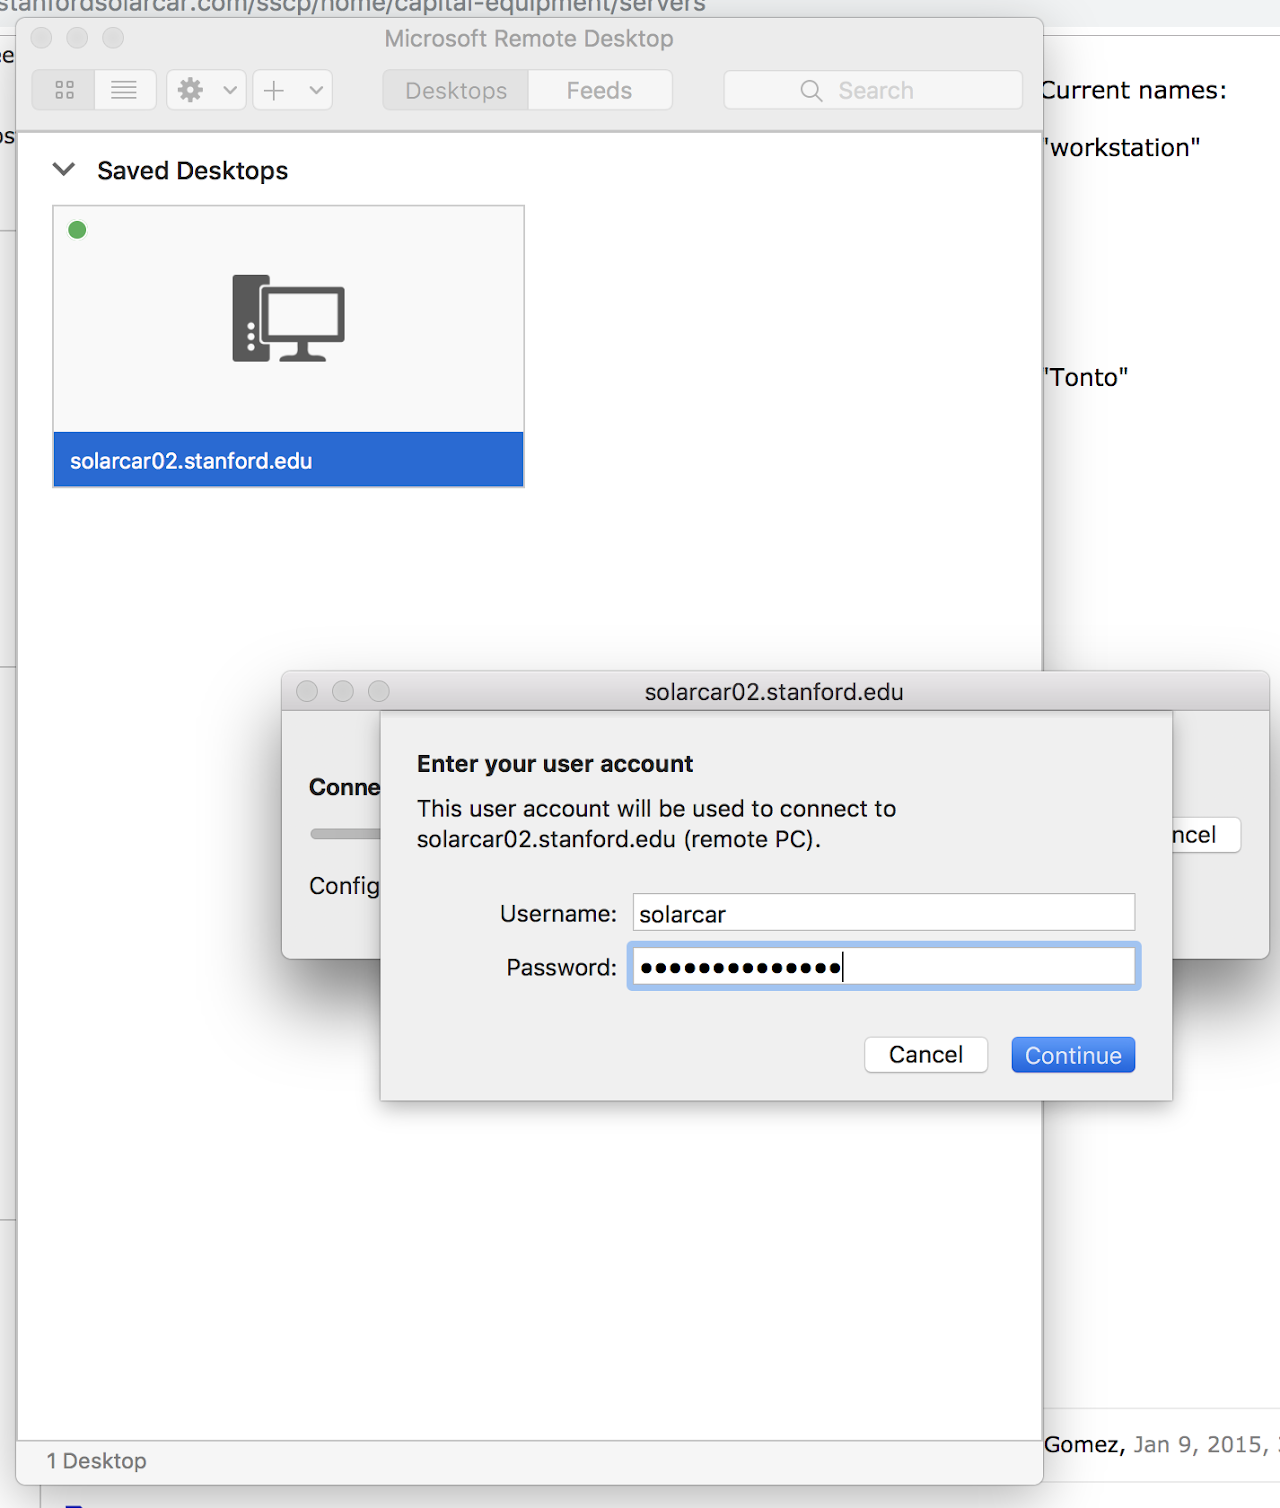 stanfordsolarcar.com/sscp/home/capital-equipment/servers
Microsoft Remote Desktop
Desktops
Feeds
Search
Current names:
"workstation"
Saved Desktops
"Tonto"
solarcar02.stanford.edu
solarcar02.stanford.edu
Enter your user account
Conne
This user account will be used to connect to
solarcar02.stanford.edu (remote PC).
ncel
Config
Username: solarcar
Password: ••••••••••••••
Cancel
Continue
Gomez, Jan 9, 2015,
1 Desktop